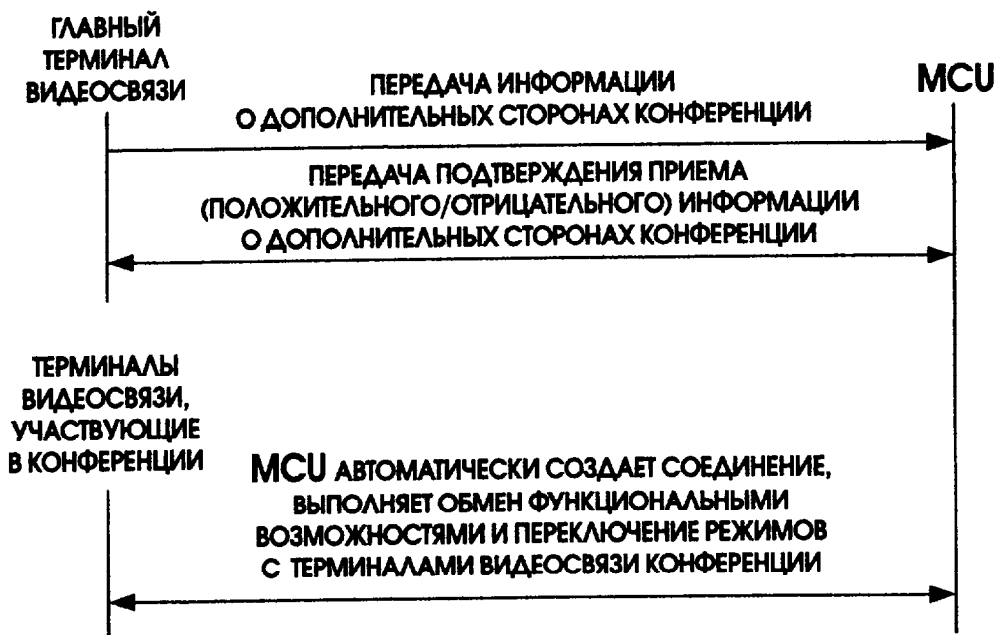 ГЛАВНЫЙ
ТЕРМИНАЛ
ВИДЕОСВЯЗИ
MCU
ПЕРЕДАЧА ИНФОРМАЦИИ
О ДОПОЛНИТЕЛЬНЫХ СТОРОНАХ КОНФЕРЕНЦИИ
ПЕРЕДАЧА ПОДТВЕРЖДЕНИЯ ПРИЕМА
(ПОЛОЖИТЕЛЬНОГО/ОТРИЦАТЕЛЬНОГО) ИНФОРМАЦИИ
О ДОПОЛНИТЕЛЬНЫХ СТОРОНАХ КОНФЕРЕНЦИИ
ТЕРМИНАЛЫ
ВИДЕОСВЯЗИ,
УЧАСТВУЮЩИЕ
В КОНФЕРЕНЦИИ
MCU АВТОМАТИЧЕСКИ СОЗДАЕТ СОЕДИНЕНИЕ,
ВЫПОЛНЯЕТ ОБМЕН ФУНКЦИОНАЛЬНЫМИ
ВОЗМОЖНОСТЯМИ И ПЕРЕКЛЮЧЕНИЕ РЕЖИМОВ
С ТЕРМИНАЛАМИ ВИДЕОСВЯЗИ КОНФЕРЕНЦИИ